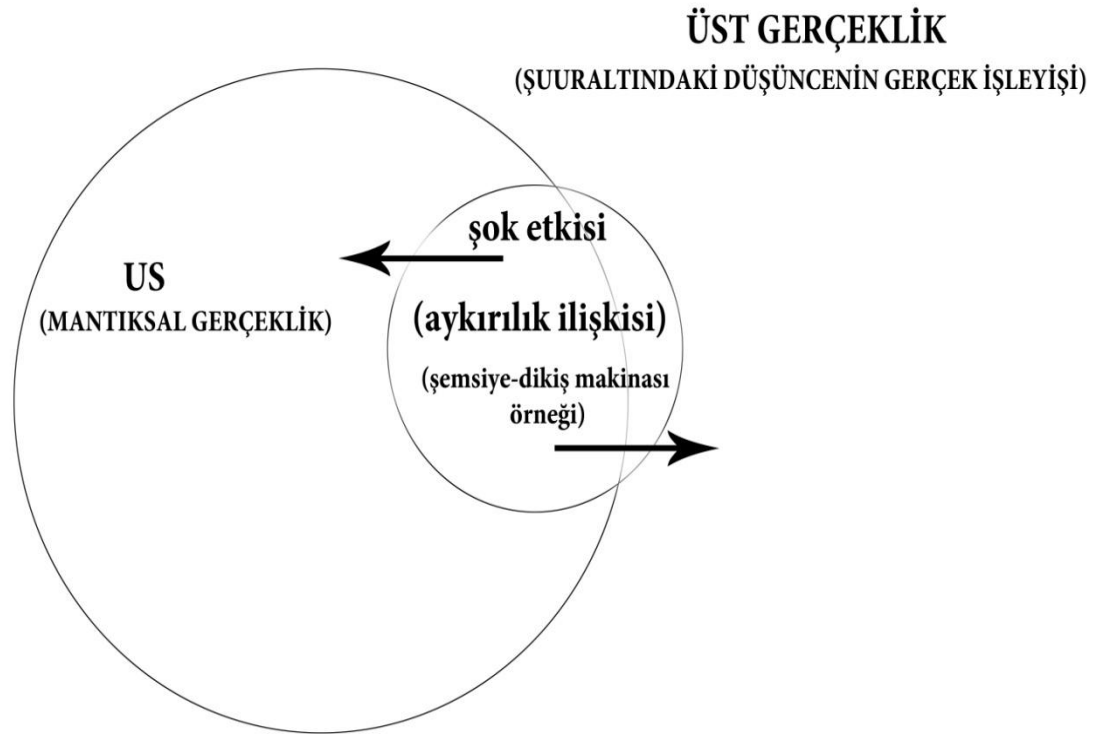 ÜST GERÇEKLİK
(ŞUURALTINDAKİ DÜŞÜNCENİN GERÇEK İŞLEYİŞİ)
şok etkisi
US
(MANTIKSAL GERÇEKLİK)
(aykırılık ilişkisi)
(şemsiye-dikiş makinası
örneği)